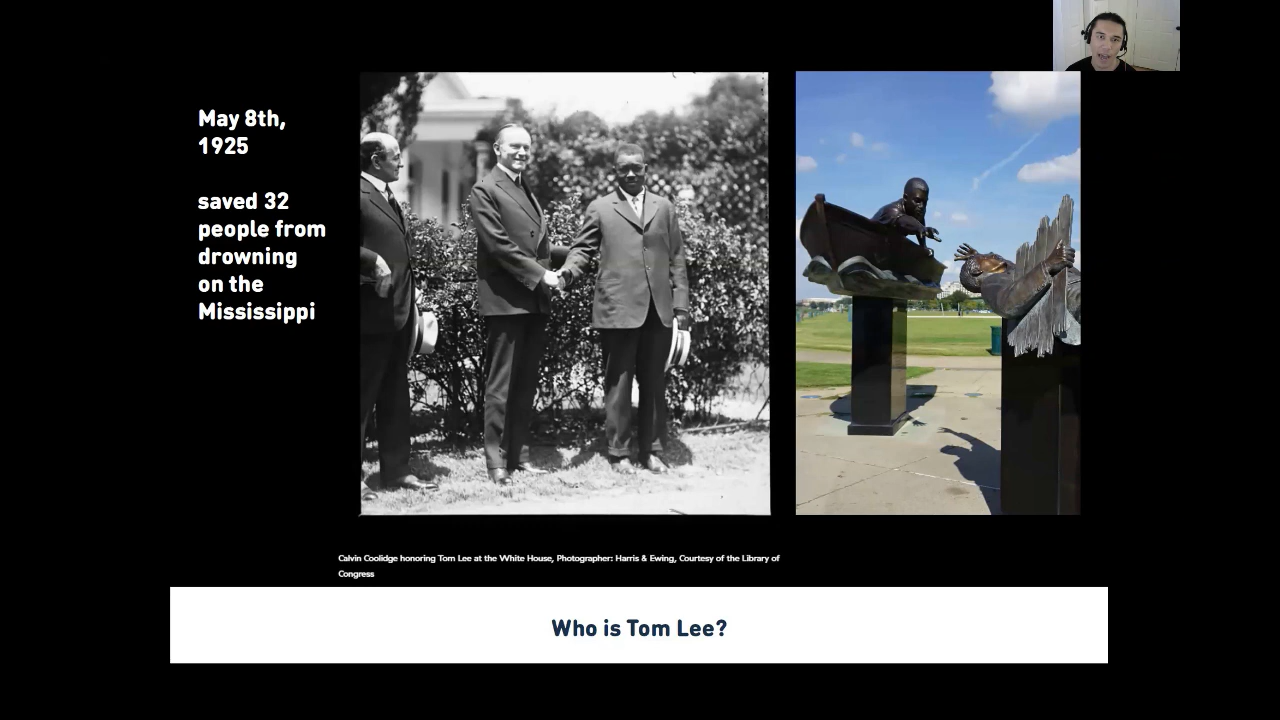 May 8th,
1925
saved 32
people from
drowning
on the
Mississippi
Calvin Coolidge honoring Tom Lee at the White House, Photographer: Harris & Ewing, Courtesy of the Library of
Congress
Who is Tom Lee?